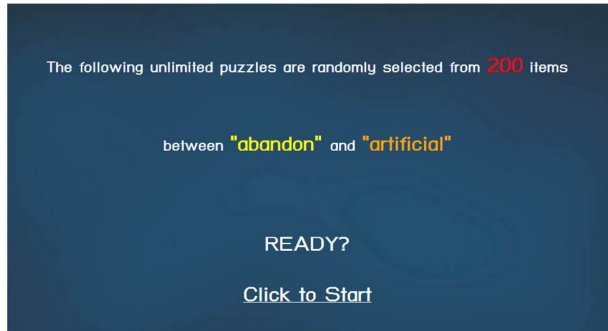 The following unlimited puzzles are randomly selected from 200 items
between "abandon" and "artificial"
READY?
Click to Start